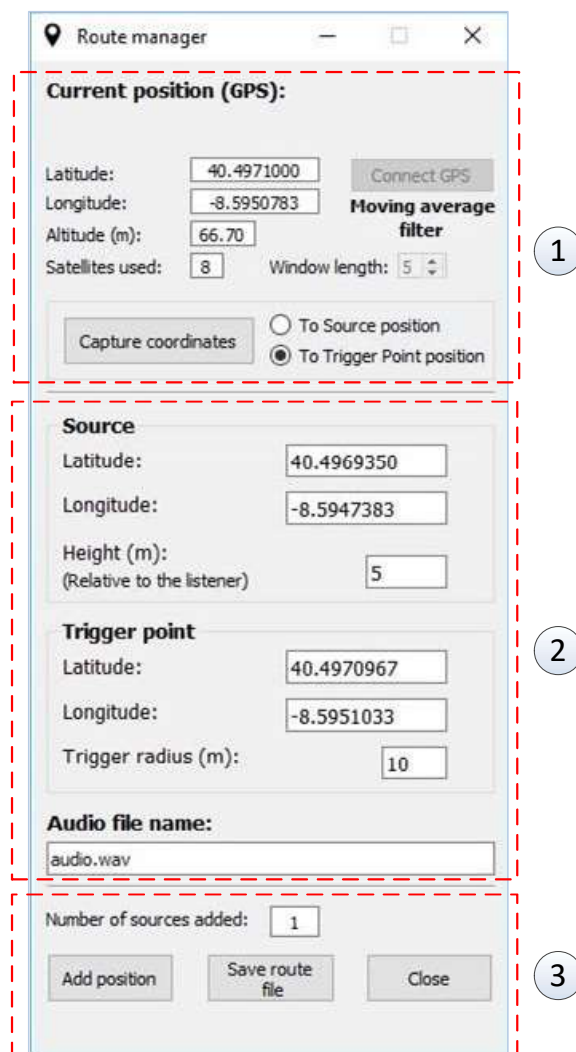 Route manager
Current position (GPS):
Latitude: 40.4971000 Connect GPS
Longitude: -8.5950783 Moving average
Altitude (m): 66.70 filter
Satellites used: 8 Window length: 5
1
Capture coordinates
To Source position
To Trigger Point position
Source
Latitude: 40.4969350
Longitude: -8.5947383
Height (m):
(Relative to the listener) 5
Trigger point
2
Latitude: 40.4970967
Longitude: -8.5951033
Trigger radius (m): 10
Audio file name:
audio.wav
Number of sources added: 1
Add position
Save route
file
Close
3